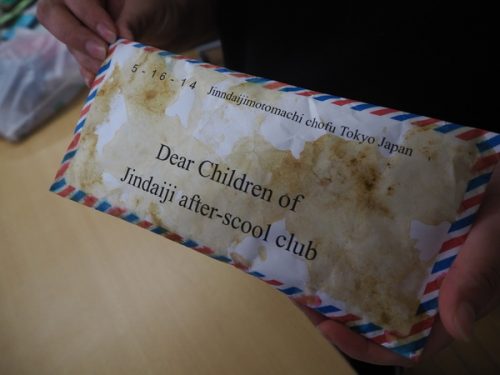 5-16-14 Jinndaijimotomachi chofu Tokyo Japan
Dear Children of
Jindaiji after-scool club